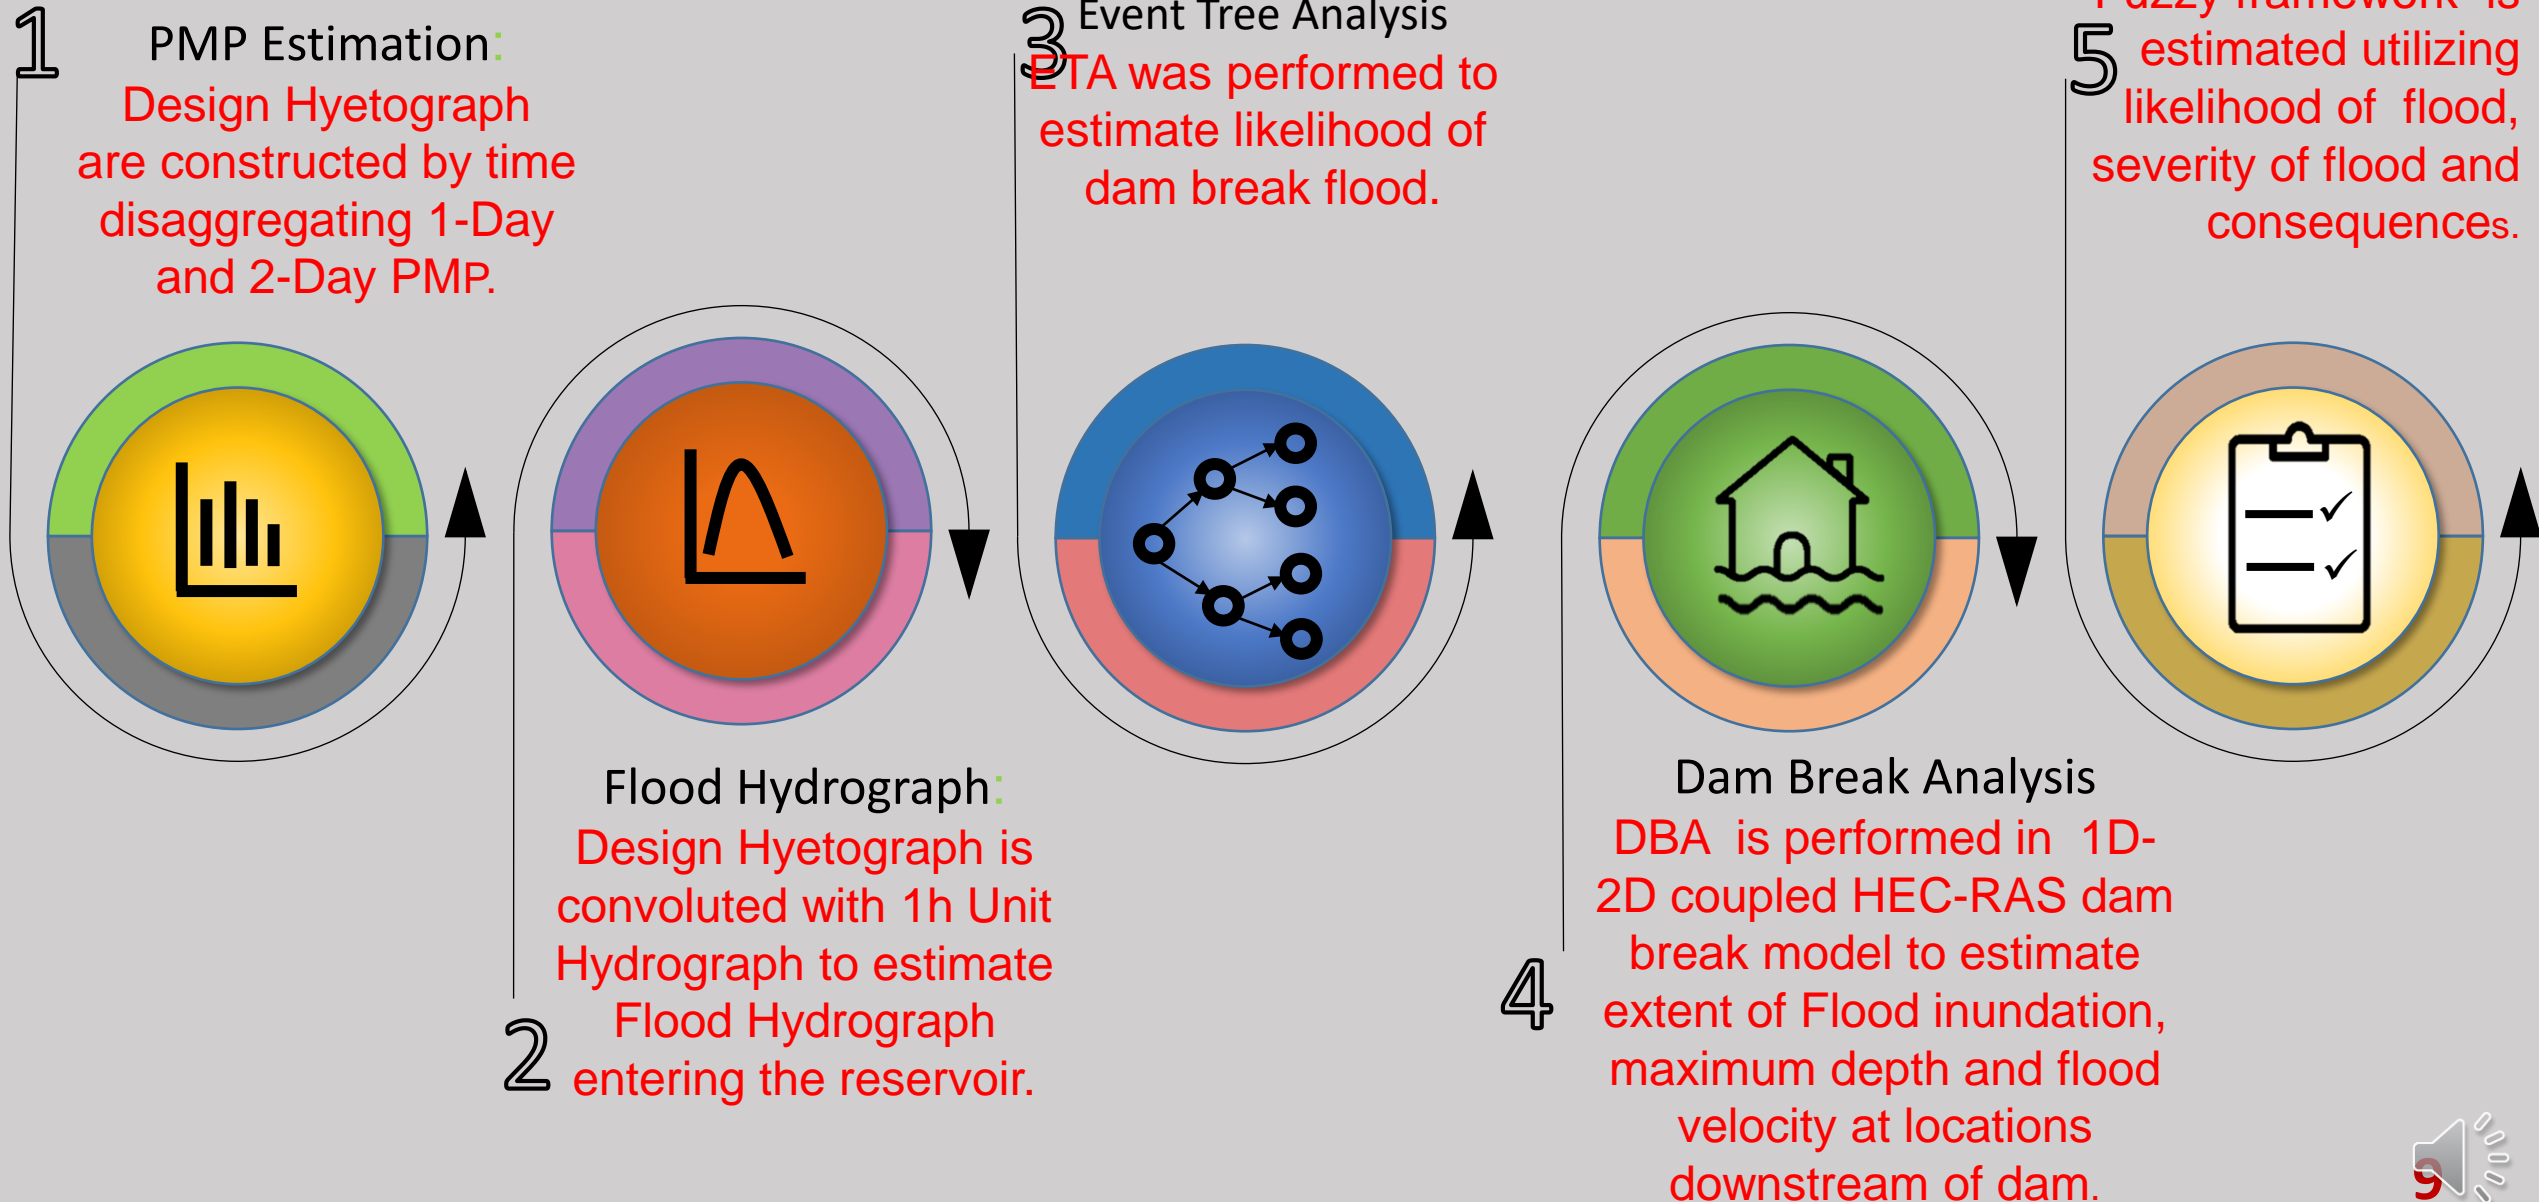 1
PMP Estimation:
Design Hyetograph
are constructed by time
disaggregating 1-Day
and 2-Day PMP.
2
Flood Hydrograph:
Design Hyetograph is
convoluted with 1h Unit
Hydrograph to estimate
Flood Hydrograph
entering the reservoir.
3
Event Tree Analysis
ETA was performed to
estimate likelihood of
dam break flood.
4
Dam Break Analysis
DBA is performed in 1D-
2D coupled HEC-RAS dam
break model to estimate
extent of Flood inundation,
maximum depth and flood
velocity at locations
downstream of dam.
5
Fuzzy framework is
estimated utilizing
likelihood of flood,
severity of flood and
consequences.
9